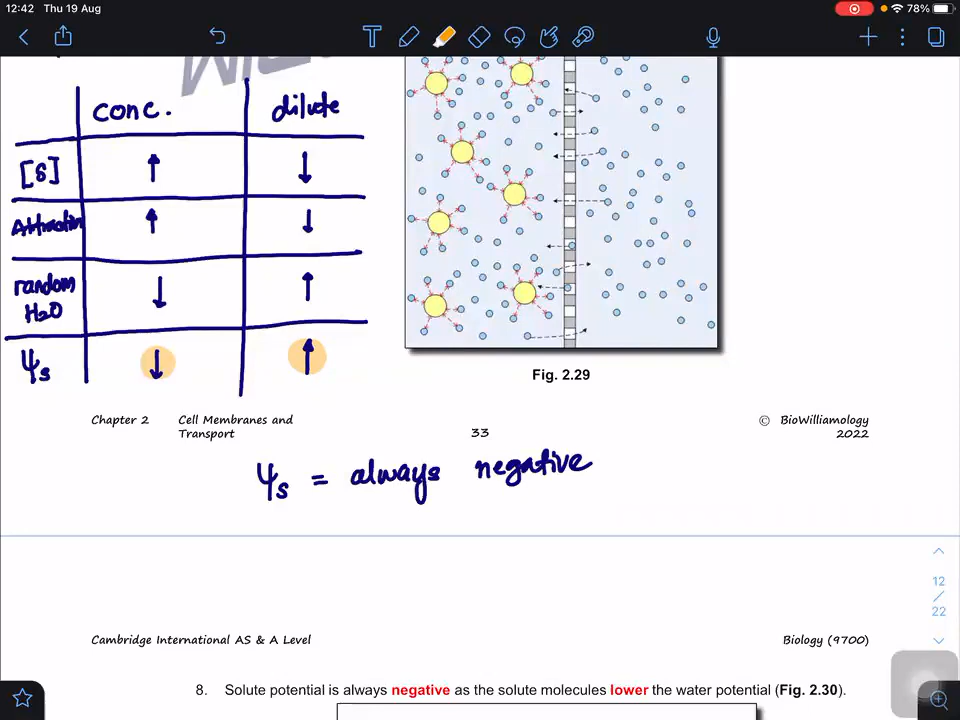 12:42 Thu 19 Aug
78%
conc. dilute
[S] ↑ ↓
Attraction ↑ ↓
random H₂O ↓ ↑
Ψs ↓ ↑
Fig. 2.29
Chapter 2 Cell Membranes and Transport
33
© BioWilliamology 2022
Ψs = always negative
12 / 22
Cambridge International AS & A Level Biology (9700)
8. Solute potential is always negative as the solute molecules lower the water potential (Fig. 2.30).